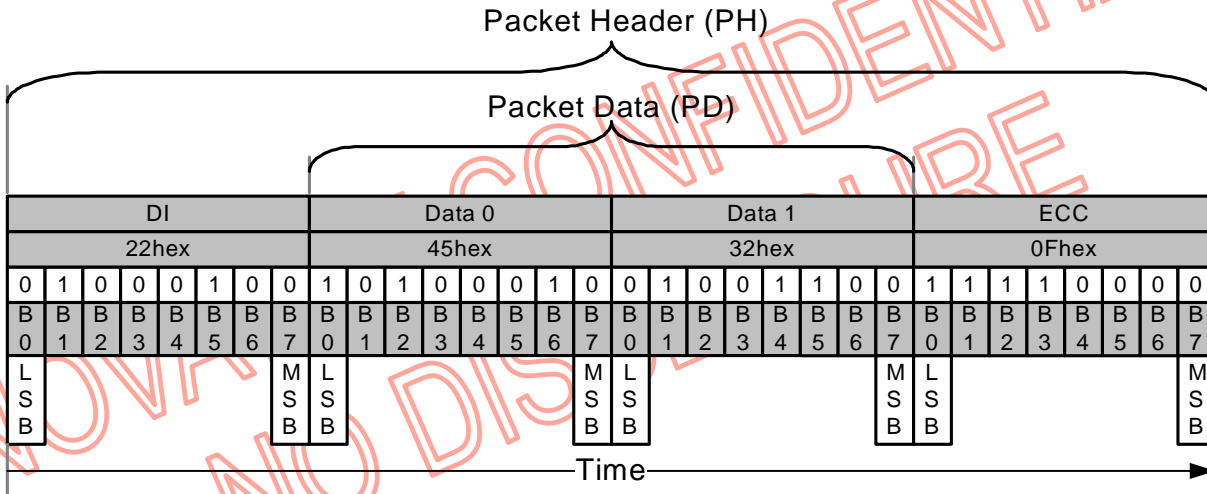 Packet Header (PH)
Packet Data (PD)
DI Data 0 Data 1 ECC
22hex 45hex 32hex 0Fhex
0 1 0 0 0 1 0 0 1 0 1 0 0 0 1 0 0 1 0 0 1 1 0 0 1 1 1 1 0 0 0 0
B B B B B B B B B B B B B B B B B B B B B B B B B B B B B B B B
0 1 2 3 4 5 6 7 0 1 2 3 4 5 6 7 0 1 2 3 4 5 6 7 0 1 2 3 4 5 6 7
L M L M L M L M
S S S S S S S S
B B B B B B B B
Time
NO DIS